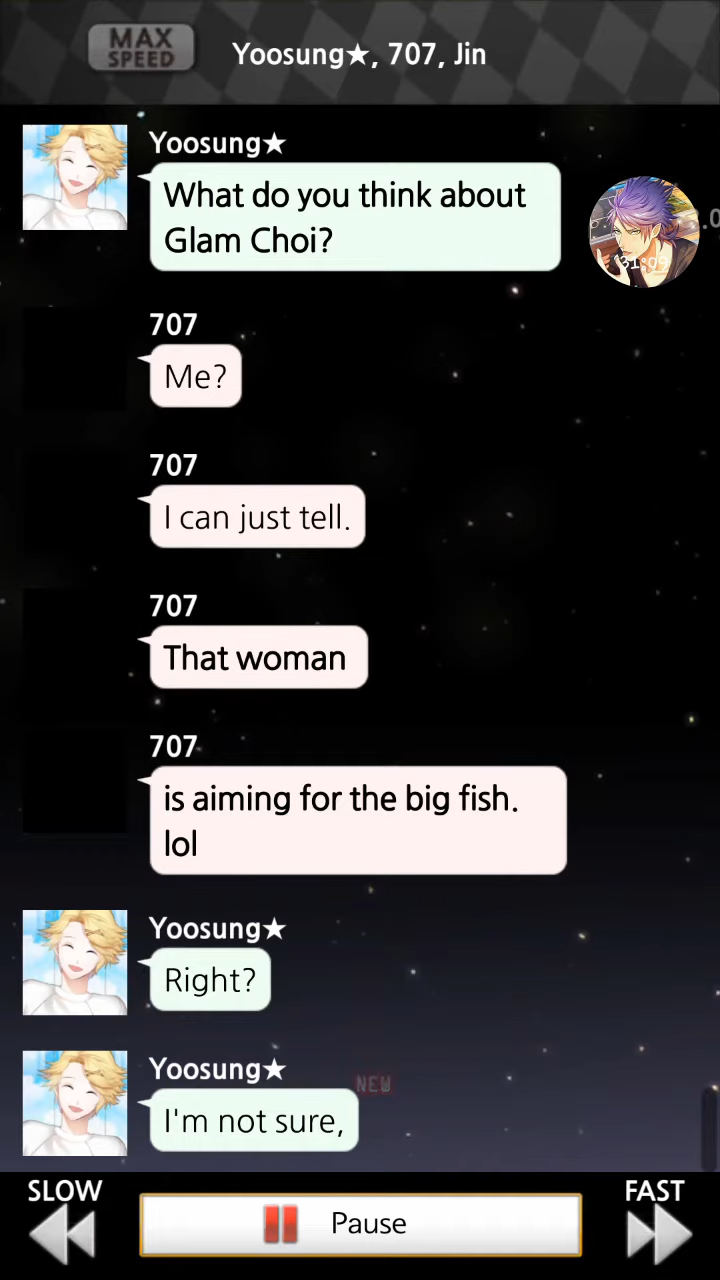 MAX
SPEED
Yoosung★, 707, Jin
Yoosung★
What do you think about
Glam Choi?
31:09
707
Me?
707
I can just tell.
707
That woman
707
is aiming for the big fish.
lol
Yoosung★
Right?
Yoosung★
NEW
I'm not sure,
SLOW
Pause
FAST